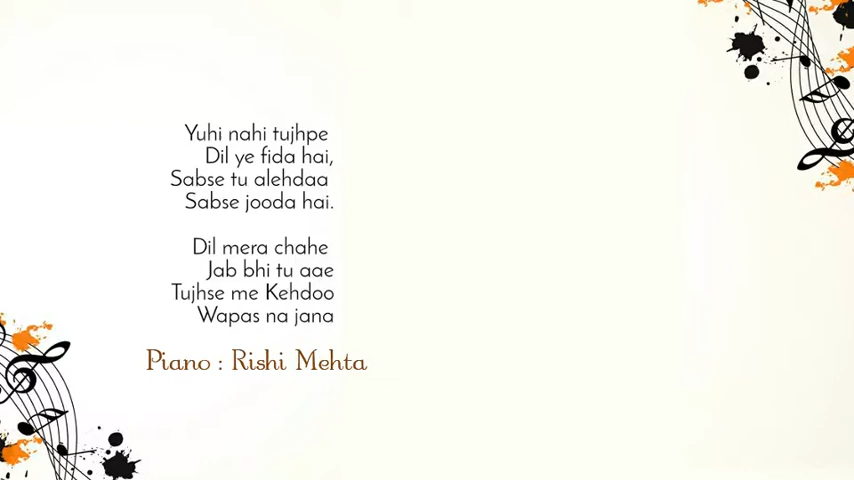 Yuhi nahi tujhpe
Dil ye fida hai,
Sabse tu alehdaa
Sabse jooda hai.
Dil mera chahe
Jab bhi tu aae
Tujhse me Kehdoo
Wapas na jana
Piano : Rishi Mehta